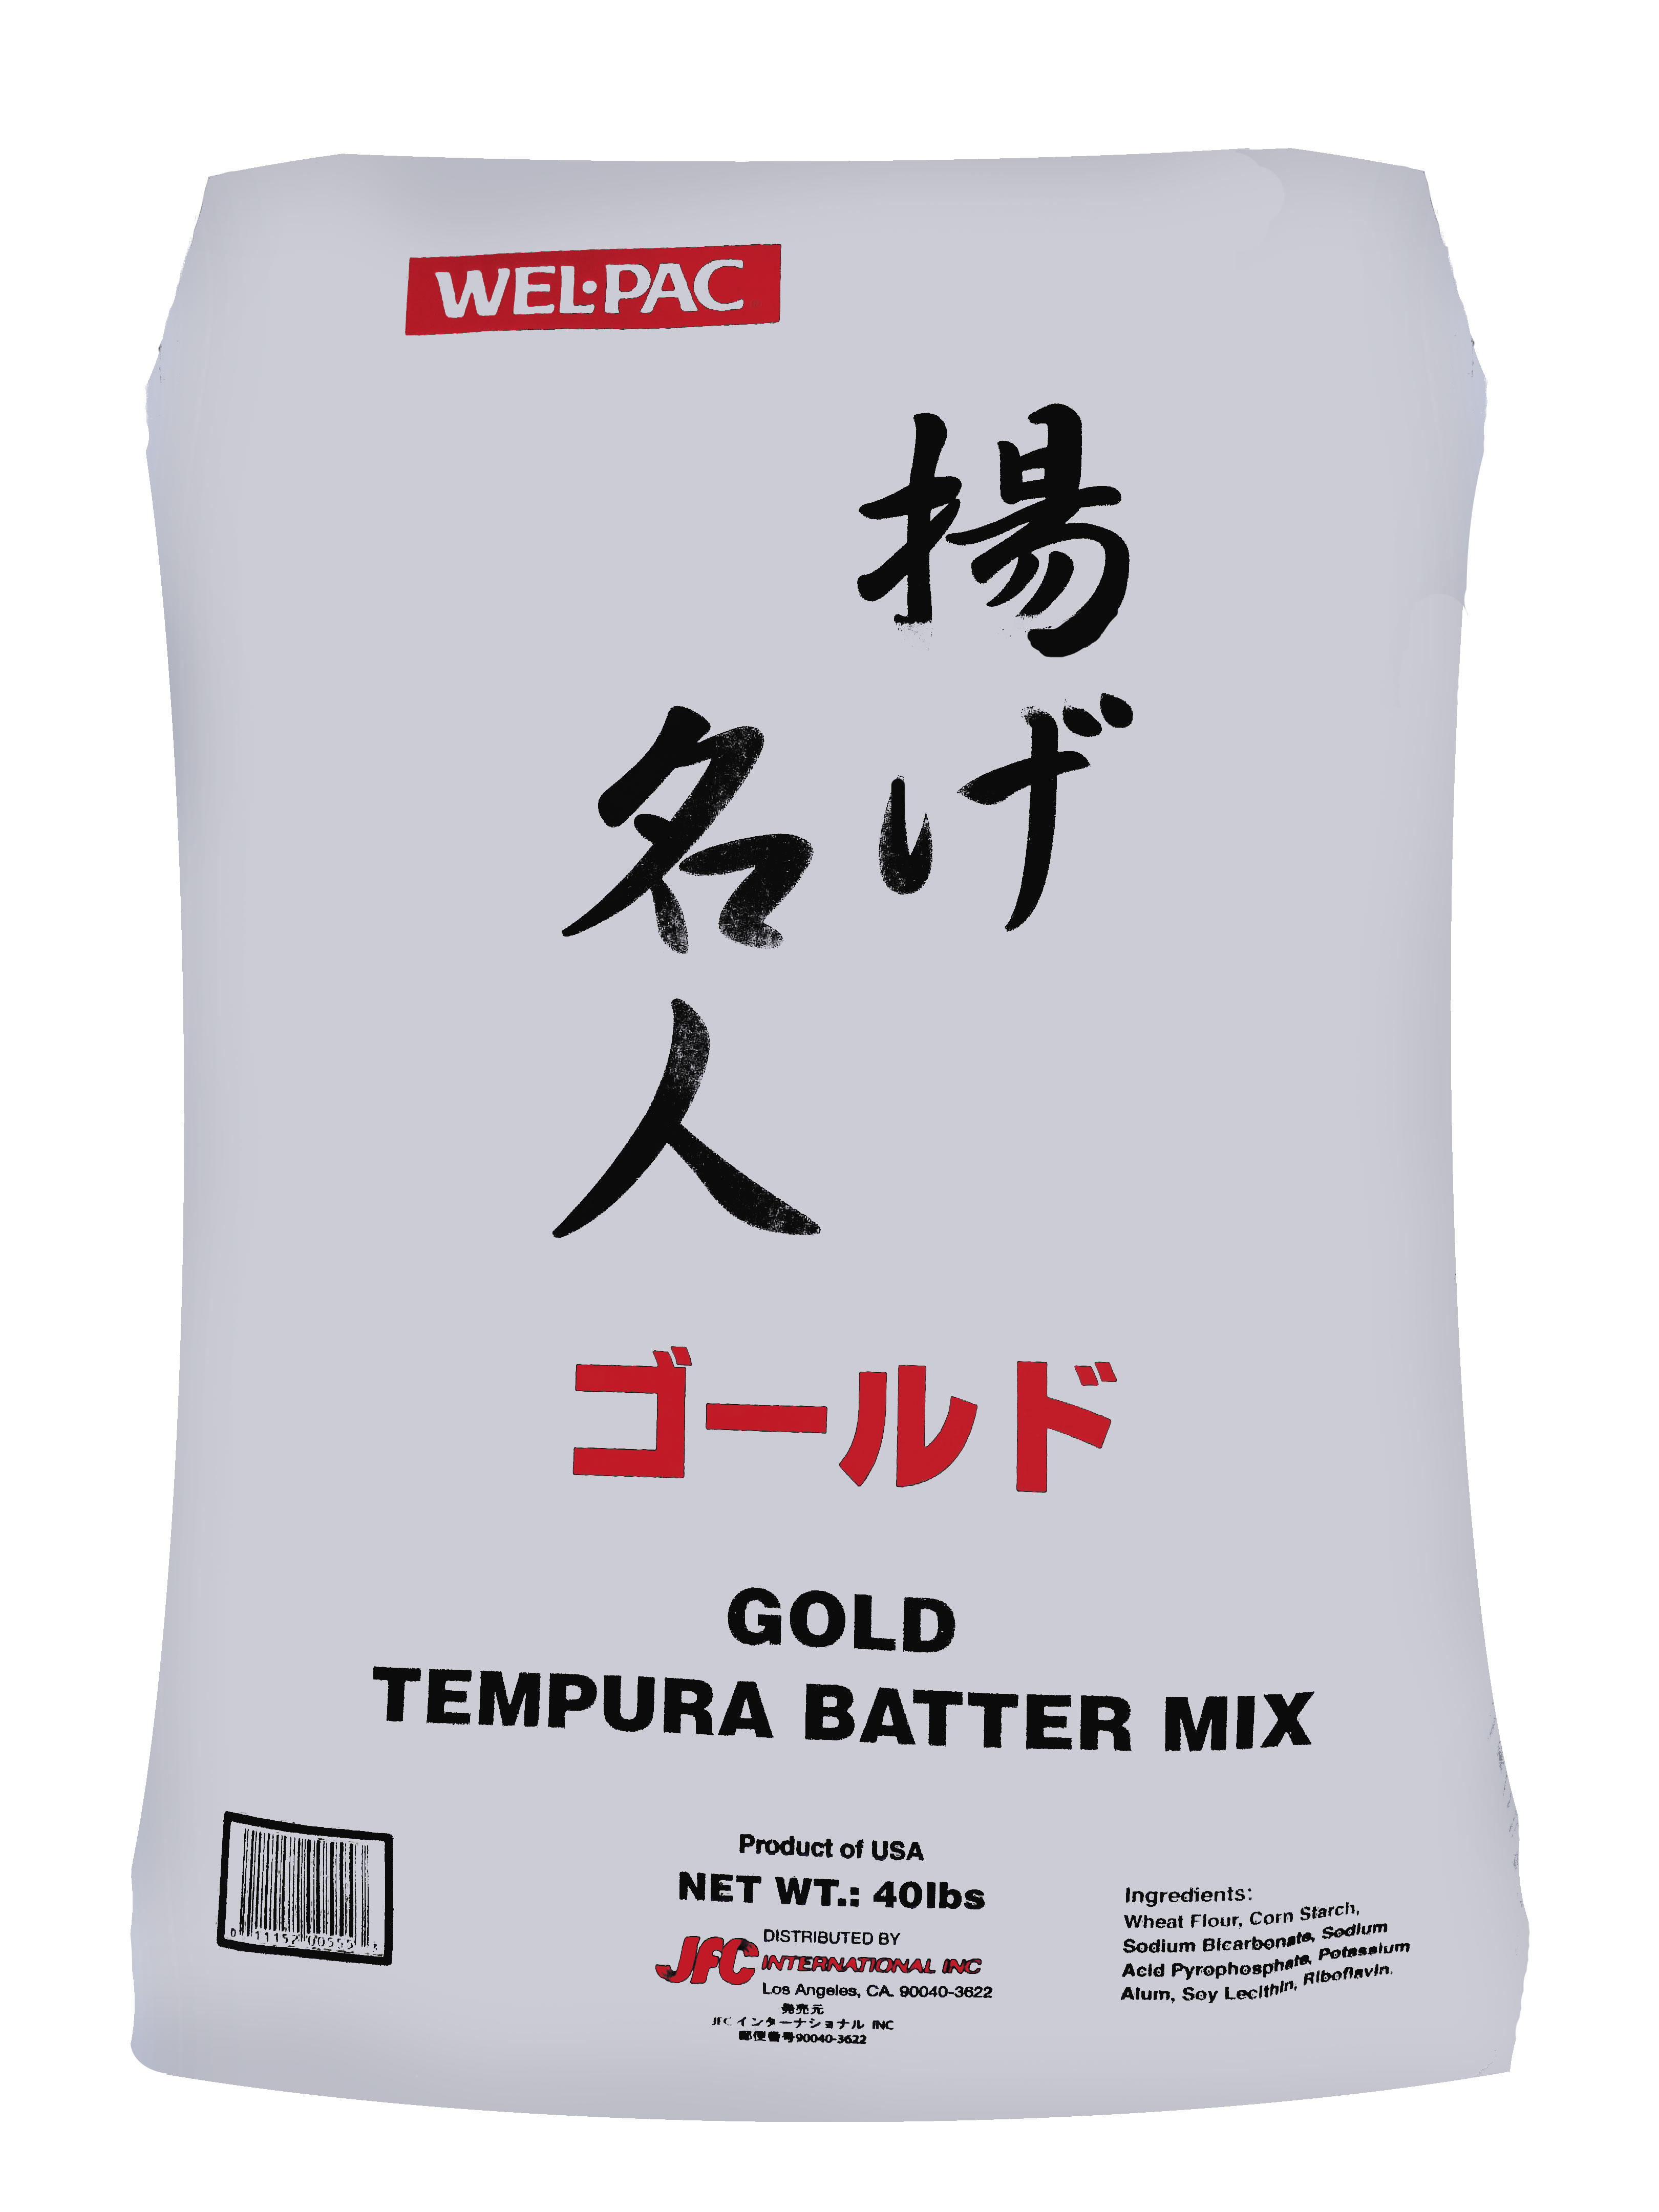 WEL·PAC
揚げ
名人
ゴールド
GOLD
TEMPURA BATTER MIX
Product of USA
NET WT.: 40lbs
DISTRIBUTED BY
JFC INTERNATIONAL INC
Los Angeles, CA. 90040-3622
発売元
JFC インターナショナル INC
郵便番号90040-3622
Ingredients:
Wheat Flour, Corn Starch,
Sodium Bicarbonate, Sodium
Acid Pyrophosphate, Potassium
Alum, Soy Lecithin, Riboflavin.
0 11152 00555